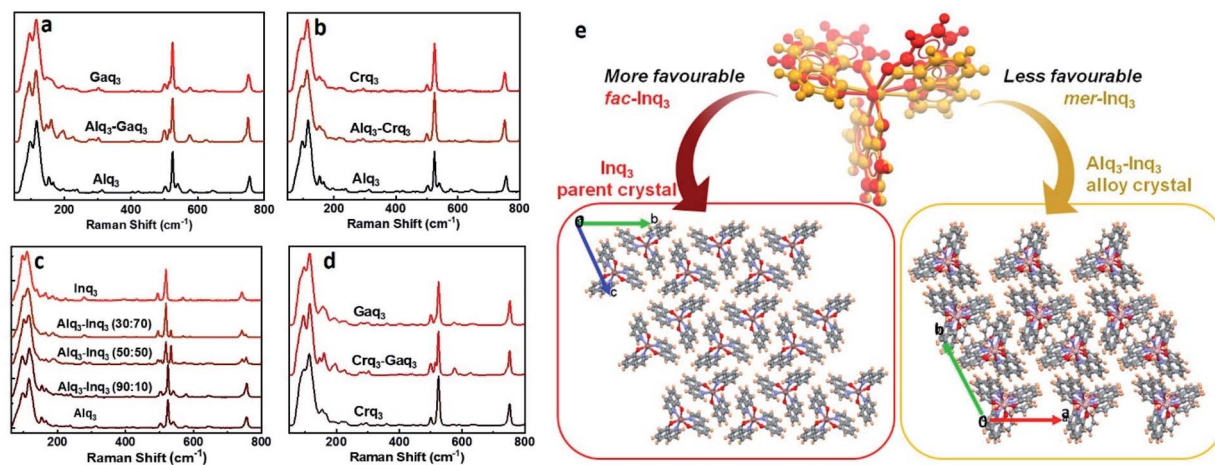 a
Gaq3
Alq3-Gaq3
Alq3
200 400 600 800
Raman Shift (cm-1)
b
Crq3
Alq3-Crq3
Alq3
200 400 600 800
Raman Shift (cm-1)
c
Inq3
Alq3-Inq3 (30:70)
Alq3-Inq3 (50:50)
Alq3-Inq3 (90:10)
Alq3
200 400 600 800
Raman Shift (cm-1)
d
Gaq3
Crq3-Gaq3
Crq3
200 400 600 800
Raman Shift (cm-1)
e
More favourable
fac-Inq3
Less favourable
mer-Inq3
Inq3
parent crystal
Alq3-Inq3
alloy crystal
0
b
c
b
0
a